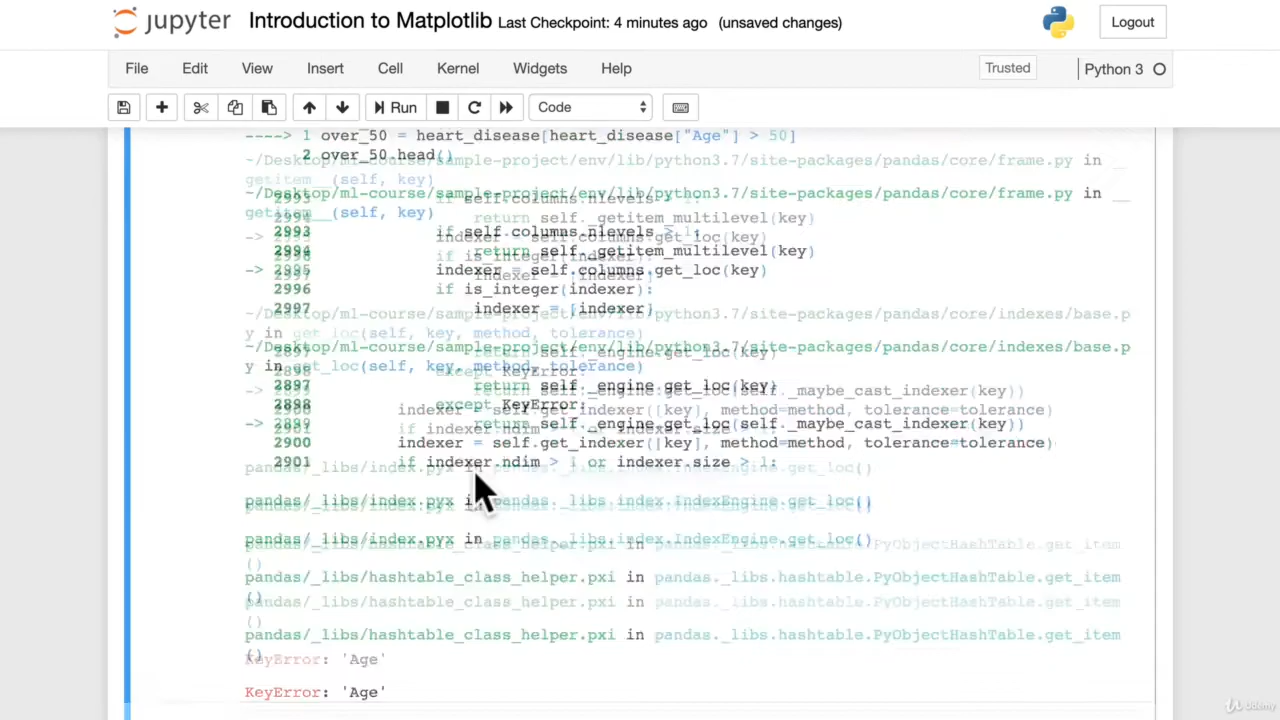 jupyter Introduction to Matplotlib Last Checkpoint: 4 minutes ago (unsaved changes) Logout
File Edit View Insert Cell Kernel Widgets Help Trusted Python 3
Run Code
----> 1 over_50 = heart_disease[heart_disease["Age"] > 50]
2 over_50.head()
~/Desktop/ml-course/sample-project/env/lib/python3.7/site-packages/pandas/core/frame.py in __
getitem__(self, key)
2993 if self.columns.nlevels > 1:
2994 return self._getitem_multilevel(key)
-> 2995 indexer = self.columns.get_loc(key)
2996 if is_integer(indexer):
2997 indexer = [indexer]
~/Desktop/ml-course/sample-project/env/lib/python3.7/site-packages/pandas/core/indexes/base.p
y in get_loc(self, key, method, tolerance)
2897 return self._engine.get_loc(key)
2898 except KeyError:
-> 2899 return self._engine.get_loc(self._maybe_cast_indexer(key))
2900 indexer = self.get_indexer([key], method=method, tolerance=tolerance)
2901 if indexer.ndim > 1 or indexer.size > 1:
pandas/_libs/index.pyx in pandas._libs.index.IndexEngine.get_loc()
pandas/_libs/index.pyx in pandas._libs.index.IndexEngine.get_loc()
pandas/_libs/hashtable_class_helper.pxi in pandas._libs.hashtable.PyObjectHashTable.get_item
()
pandas/_libs/hashtable_class_helper.pxi in pandas._libs.hashtable.PyObjectHashTable.get_item
()
KeyError: 'Age'
Udemy